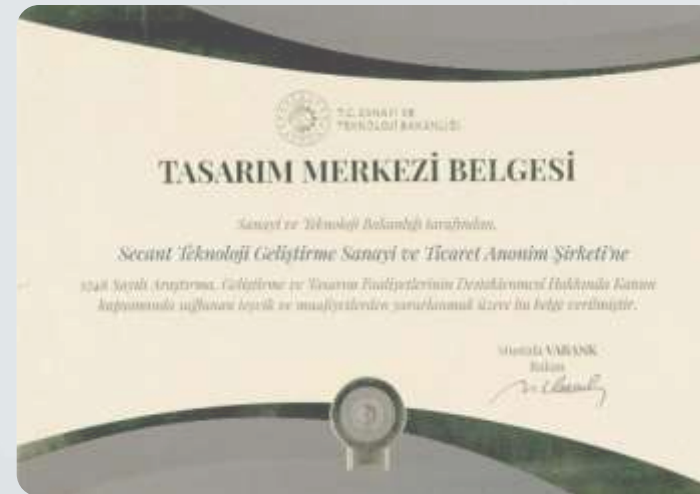 T.C. SANAYİ VE
TEKNOLOJİ BAKANLIĞI
TASARIM MERKEZİ BELGESİ
Sanayi ve Teknoloji Bakanlığı tarafından,
Secant Teknoloji Geliştirme Sanayi ve Ticaret Anonim Şirketi'ne
5746 Sayılı Araştırma, Geliştirme ve Tasarım Faaliyetlerinin Desteklenmesi Hakkında Kanun
kapsamında sağlanan teşvik ve muafiyetlerden yararlanmak üzere bu belge verilmiştir.
Mustafa VARANK
Bakan